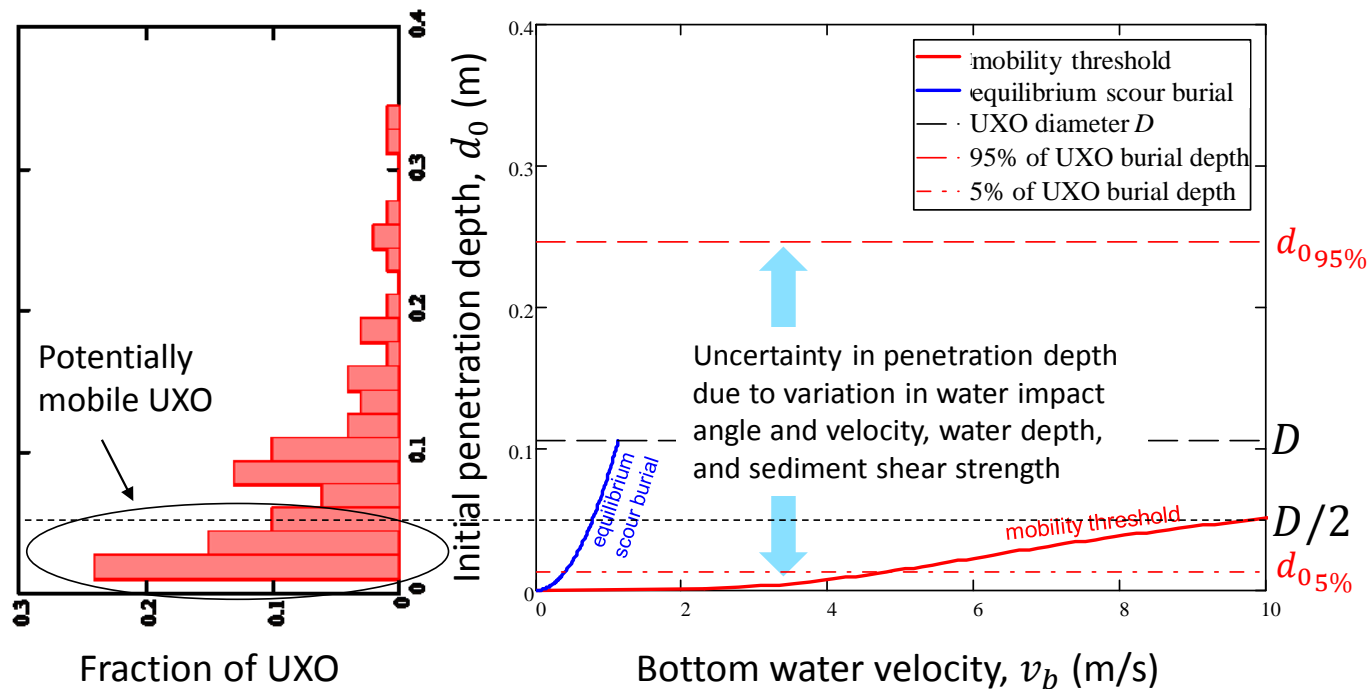 0.4
0.3
0.2
0.1
0
0.3
0.2
0.1
0
Potentially
mobile UXO
Fraction of UXO
Initial penetration depth, d₀ (m)
0.4
0.3
0.2
0.1
0
mobility threshold
equilibrium scour burial
UXO diameter D
95% of UXO burial depth
5% of UXO burial depth
d₀95%
Uncertainty in penetration depth
due to variation in water impact
angle and velocity, water depth,
and sediment shear strength
D
equilibrium
scour burial
mobility threshold
D/2
d₀5%
0
2
4
6
8
10
Bottom water velocity, v_b (m/s)